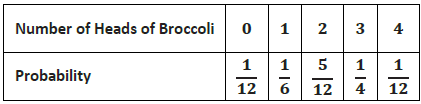 Number of Heads of Broccoli 0 1 2 3 4
Probability 1/12 1/6 5/12 1/4 1/12